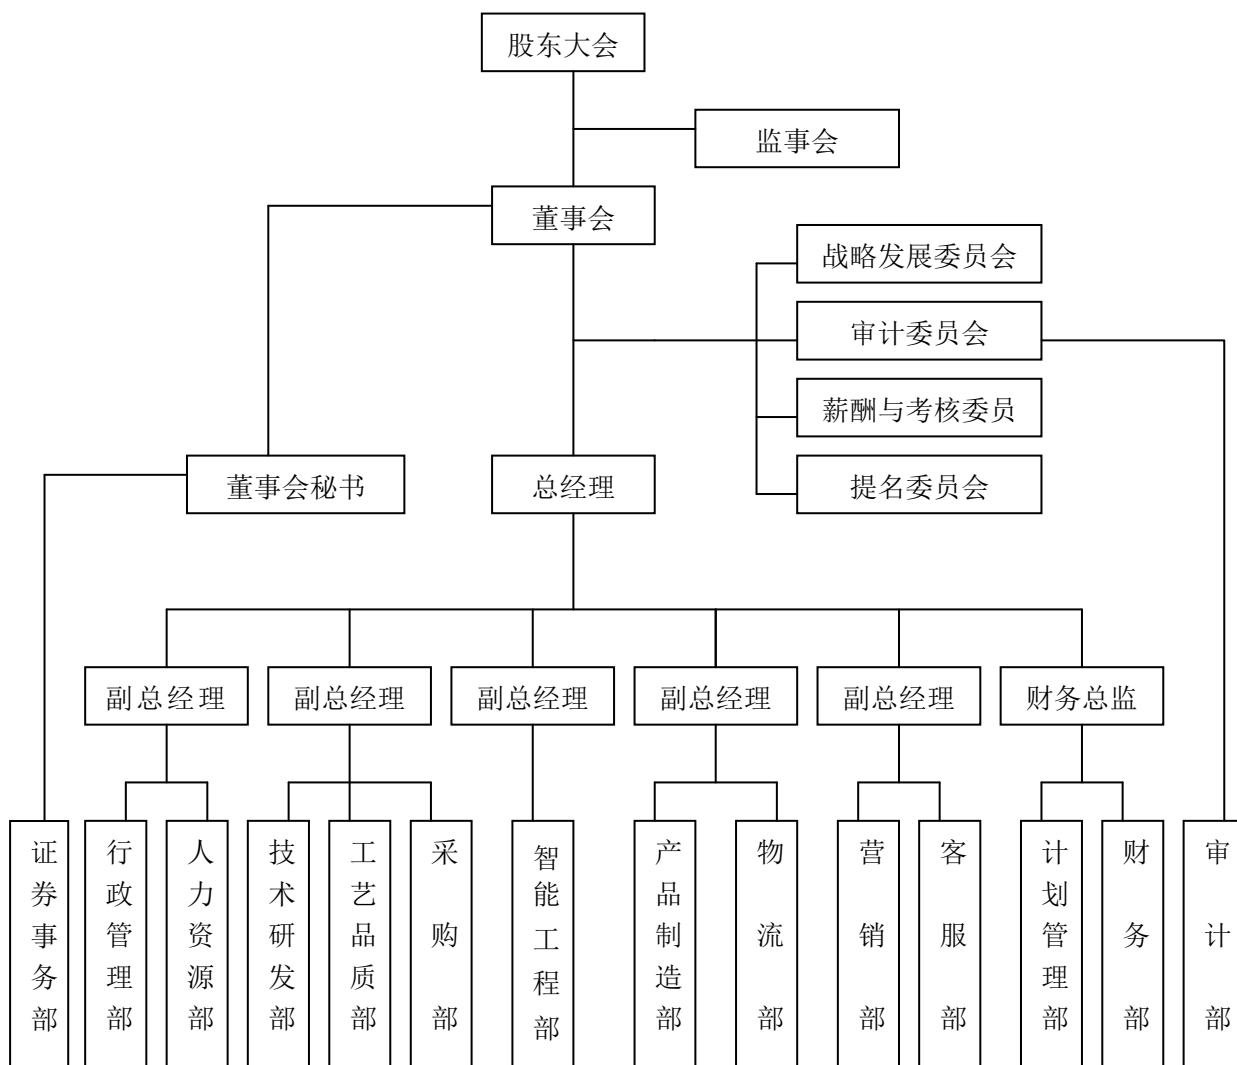 股东大会
监事会
董事会
战略发展委员会
审计委员会
薪酬与考核委员
提名委员会
董事会秘书
总经理
副总经理
副总经理
副总经理
副总经理
副总经理
财务总监
证券事务部
行政管理部
人力资源部
技术研发部
工艺品质部
采购部
智能工程部
产品制造部
物流部
营销部
客服部
计划管理部
财务部
审计部